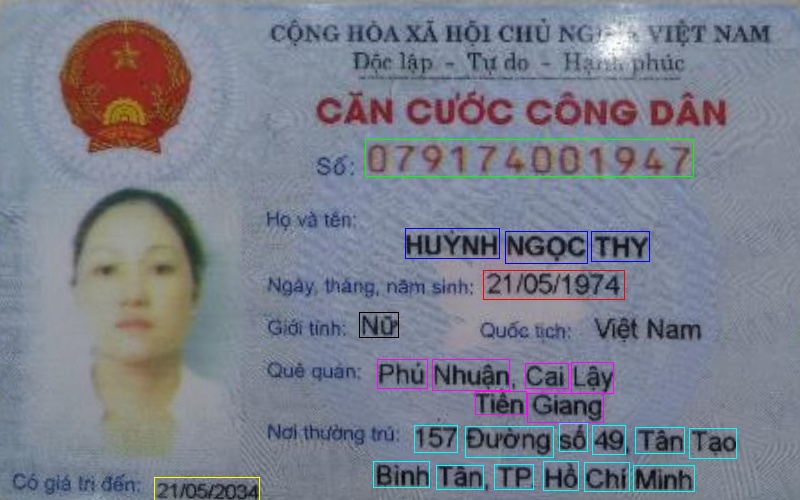 CỘNG HÒA XÃ HỘI CHỦ NGHĨA VIỆT NAM
Độc lập - Tự do - Hạnh phúc
CĂN CƯỚC CÔNG DÂN
Số: 079174001947
Họ và tên:
HUỲNH NGỌC THY
Ngày, tháng, năm sinh: 21/05/1974
Giới tính: Nữ Quốc tịch: Việt Nam
Quê quán: Phú Nhuận, Cai Lậy
Tiền Giang
Nơi thường trú: 157 Đường số 49, Tân Tạo
Bình Tân, TP. Hồ Chí Minh
Có giá trị đến: 21/05/2034